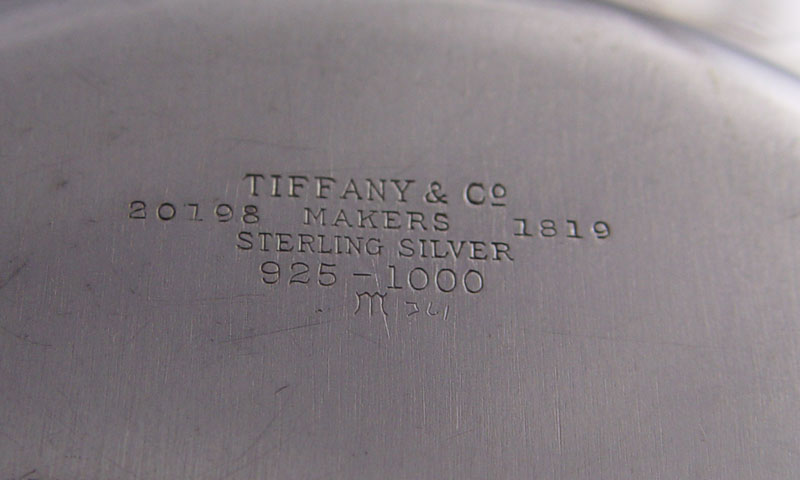 TIFFANY & Cº
20198 MAKERS 1819
STERLING SILVER
925-1000
m